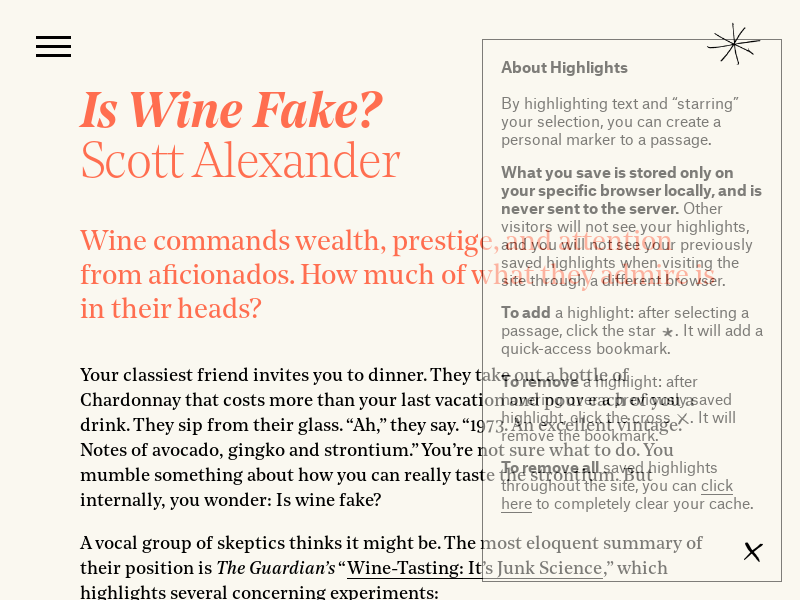 Is Wine Fake?
Scott Alexander
Wine commands wealth, prestige, and attention
from aficionados. How much of what they admire is
in their heads?
Your classiest friend invites you to dinner. They take out a bottle of
Chardonnay that costs more than your last vacation and pour each of you a
drink. They sip from their glass. “Ah,” they say. “1973. An excellent vintage.
Notes of avocado, gingko and strontium.” You’re not sure what to do. You
mumble something about how you can really taste the strontium. But
internally, you wonder: Is wine fake?
A vocal group of skeptics thinks it might be. The most eloquent summary of
their position is The Guardian’s “Wine-Tasting: It’s Junk Science,” which
highlights several concerning experiments:
About Highlights
By highlighting text and “starring”
your selection, you can create a
personal marker to a passage.
What you save is stored only on
your specific browser locally, and is
never sent to the server. Other
visitors will not see your highlights,
and you will not see your previously
saved highlights when visiting the
site through a different browser.
To add a highlight: after selecting a
passage, click the star ★. It will add a
quick-access bookmark.
To remove a highlight: after
hovering over a previously saved
highlight, click the cross ×. It will
remove the bookmark.
To remove all saved highlights
throughout the site, you can click
here to completely clear your cache.